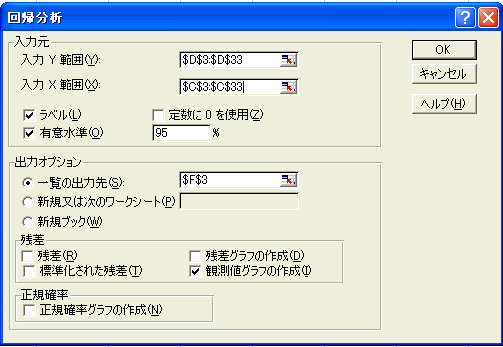 回帰分析
入力元
入力 Y 範囲(Y):
$D$3:$D$33
入力 X 範囲(X):
$C$3:$C$33
ラベル(L)
定数に 0 を使用(Z)
有意水準(O)
95
%
OK
キャンセル
ヘルプ(H)
出力オプション
一覧の出力先(S):
$F$3
新規又は次のワークシート(P)
新規ブック(W)
残差
残差(R)
残差グラフの作成(D)
標準化された残差(T)
観測値グラフの作成(I)
正規確率
正規確率グラフの作成(N)